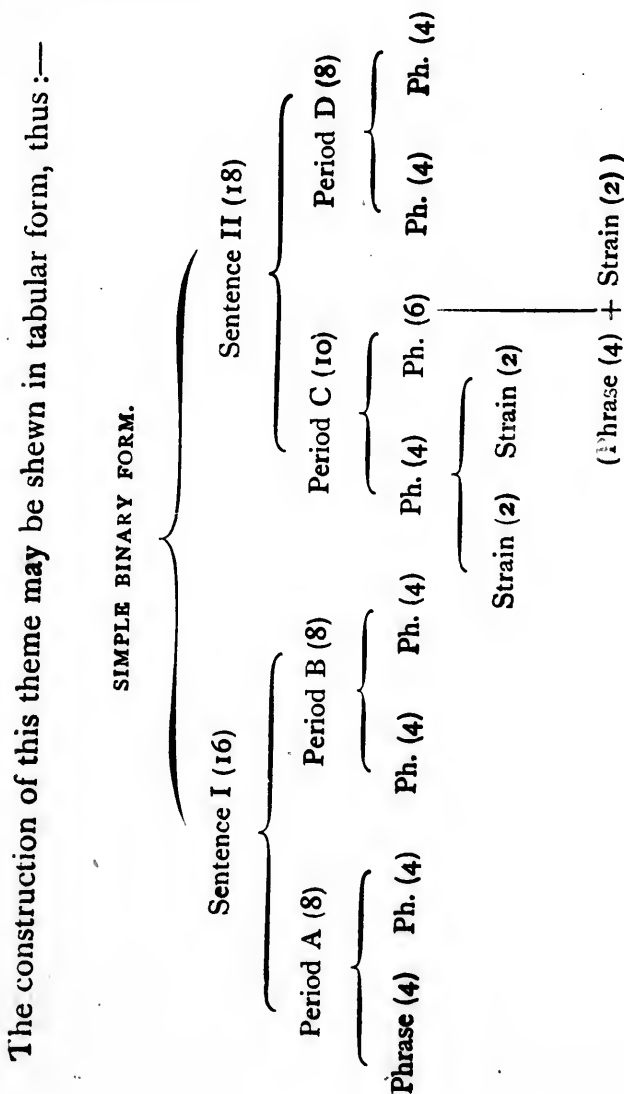 The construction of this theme may be shewn in tabular form, thus :—
SIMPLE BINARY FORM.
Sentence I (16) Sentence II (18)
Period A (8) Period B (8) Period C (10) Period D (8)
Phrase (4) Ph. (4) Ph. (4) Ph. (4) Ph. (4) Ph. (6) Ph. (4) Ph. (4)
Strain (2) Strain (2)
(Phrase (4) + Strain (2) )